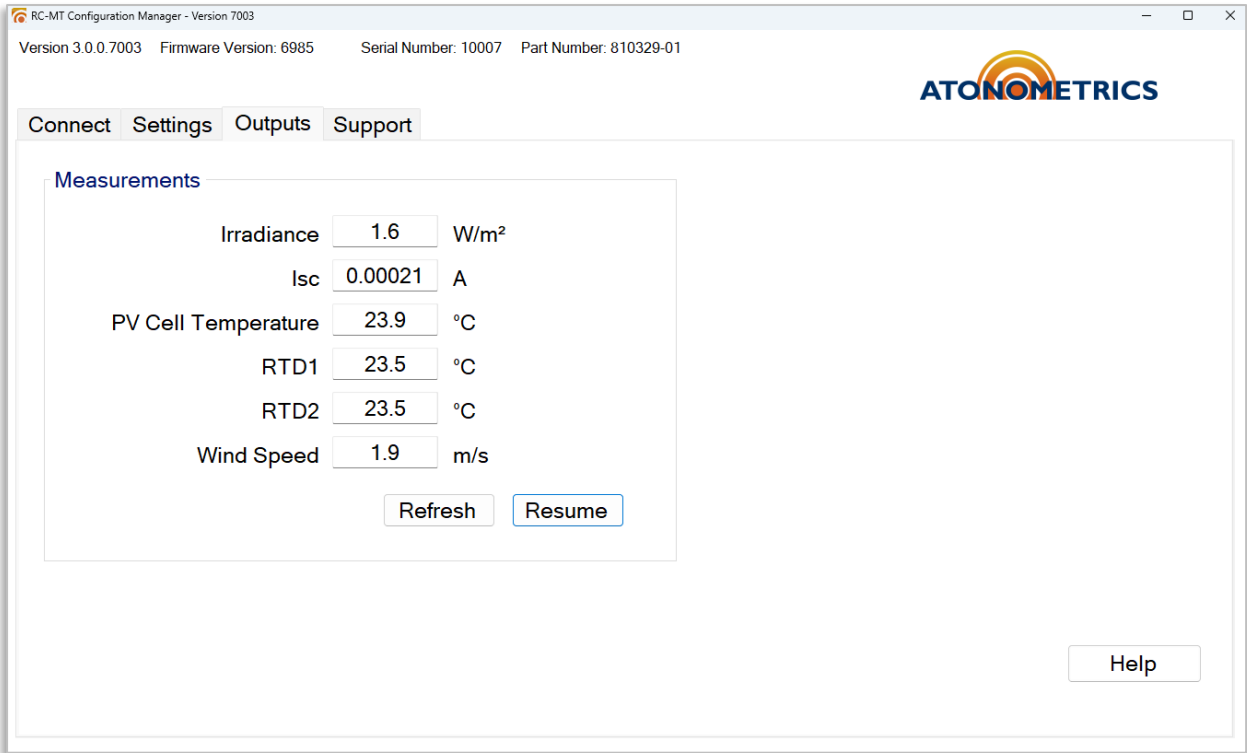 RC-MT Configuration Manager - Version 7003
Version 3.0.0.7003 Firmware Version: 6985 Serial Number: 10007 Part Number: 810329-01
ATONOMETRICS
Connect Settings Outputs Support
Measurements
Irradiance 1.6 W/m²
Isc 0.00021 A
PV Cell Temperature 23.9 °C
RTD1 23.5 °C
RTD2 23.5 °C
Wind Speed 1.9 m/s
Refresh Resume
Help